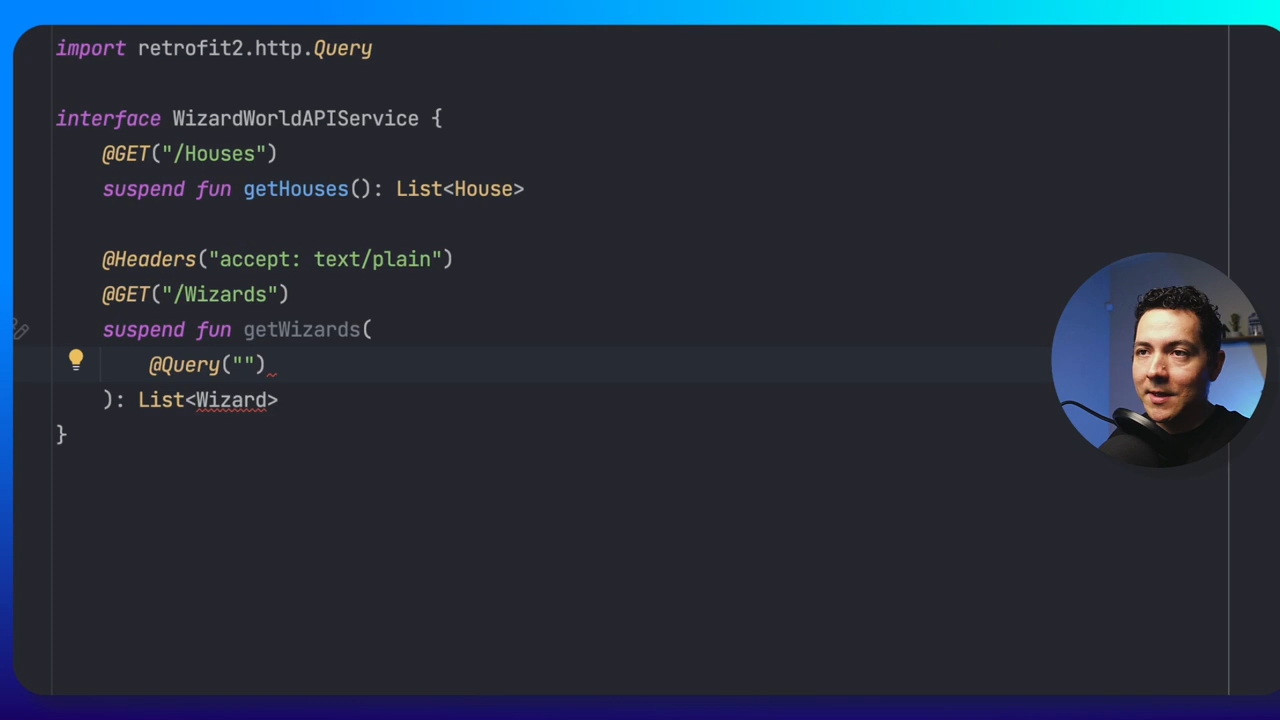 import retrofit2.http.Query
interface WizardWorldAPIService {
@GET("/Houses")
suspend fun getHouses(): List<House>
@Headers("accept: text/plain")
@GET("/Wizards")
suspend fun getWizards(
@Query("")
): List<Wizard>
}